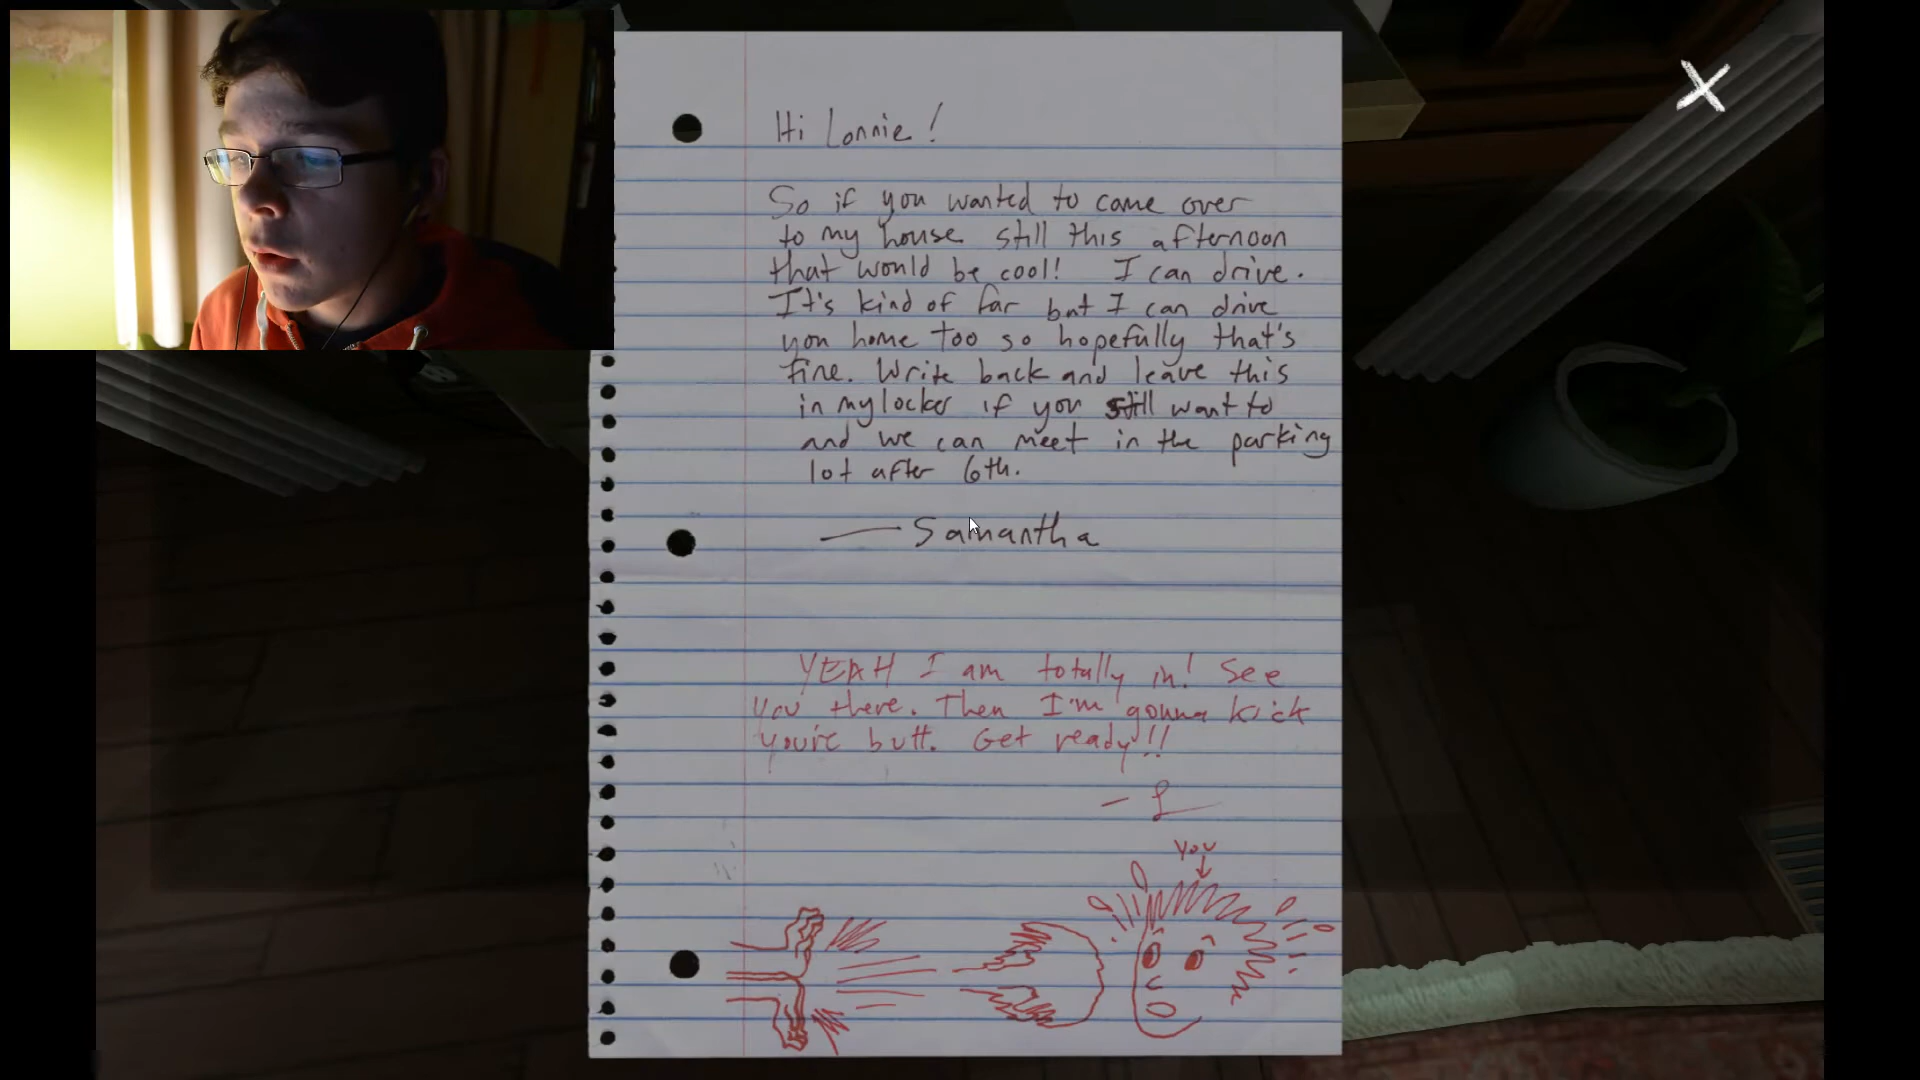 Hi Lonnie!
So if you wanted to come over
to my house still this afternoon
that would be cool! I can drive.
It's kind of far but I can drive
you home too so hopefully that's
fine. Write back and leave this
in my locker if you still want to
and we can meet in the parking
lot after 6th.
— Samantha
YEAH I am totally in! See
you there. Then I'm gonna kick
you're butt. Get ready!!
– L
you